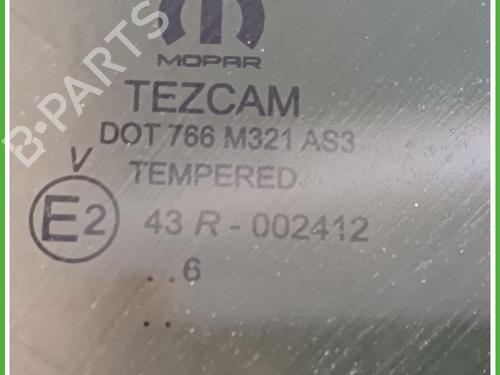 B-PARTS
MOPAR
TEZCAM
DOT 766 M321 AS3
TEMPERED
V
E2 43 R - 002412
..6
..